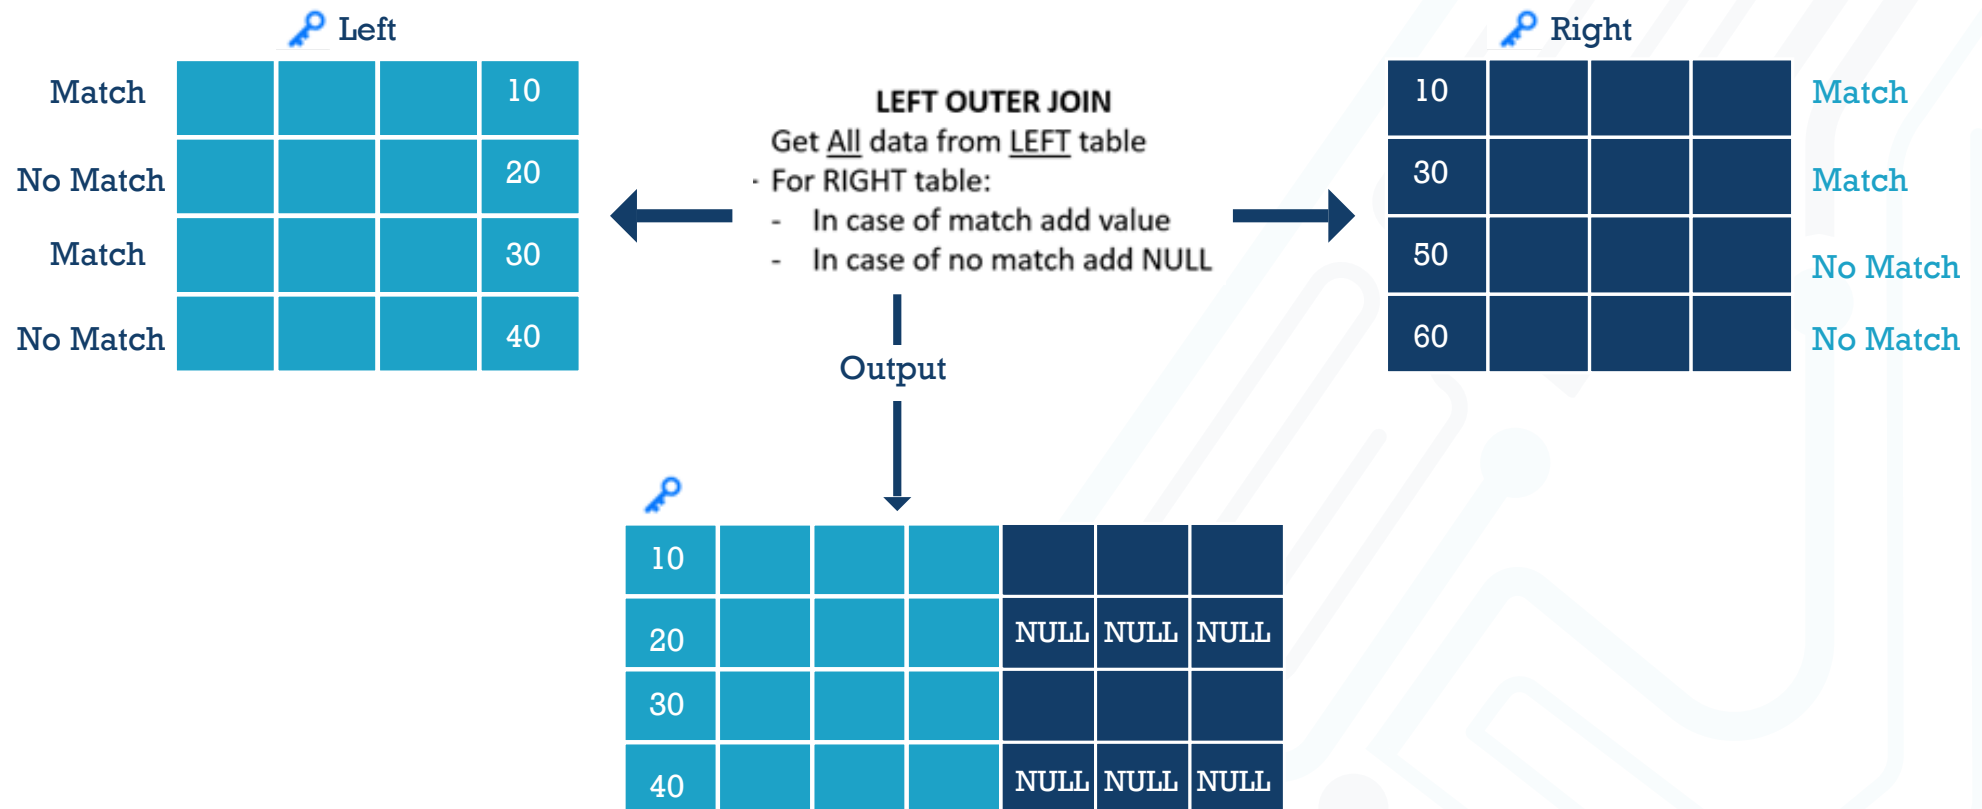 Left
Match 10
No Match 20
Match 30
No Match 40
LEFT OUTER JOIN
Get All data from LEFT table
- For RIGHT table:
- In case of match add value
- In case of no match add NULL
Right
10 Match
30 Match
50 No Match
60 No Match
Output
10
20 NULL NULL NULL
30
40 NULL NULL NULL